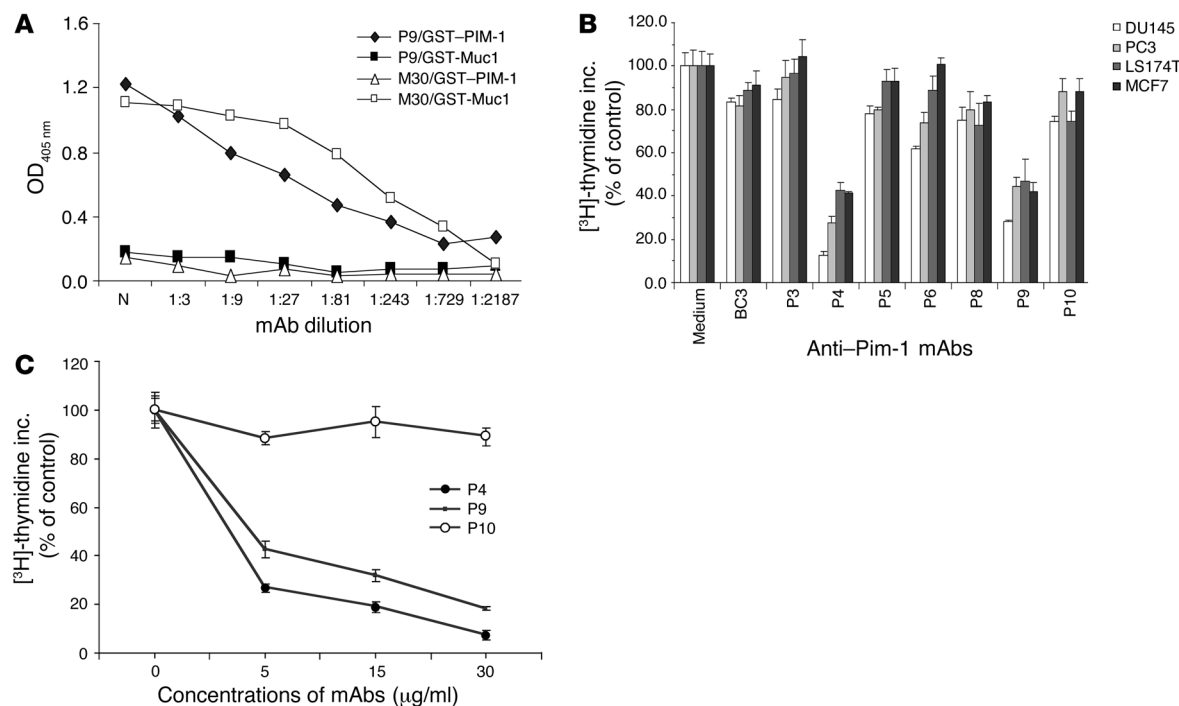 A
1.6
1.2
0.8
0.4
0.0
OD405 nm
N 1:3 1:9 1:27 1:81 1:243 1:729 1:2187
mAb dilution
P9/GST–PIM-1
P9/GST-Muc1
M30/GST–PIM-1
M30/GST-Muc1
B
120.0
100.0
80.0
60.0
40.0
20.0
0.0
[³H]-thymidine inc.
(% of control)
Medium BC3 P3 P4 P5 P6 P8 P9 P10
Anti–Pim-1 mAbs
DU145
PC3
LS174T
MCF7
C
120
100
80
60
40
20
0
[³H]-thymidine inc.
(% of control)
P4
P9
P10
0 5 15 30
Concentrations of mAbs (μg/ml)